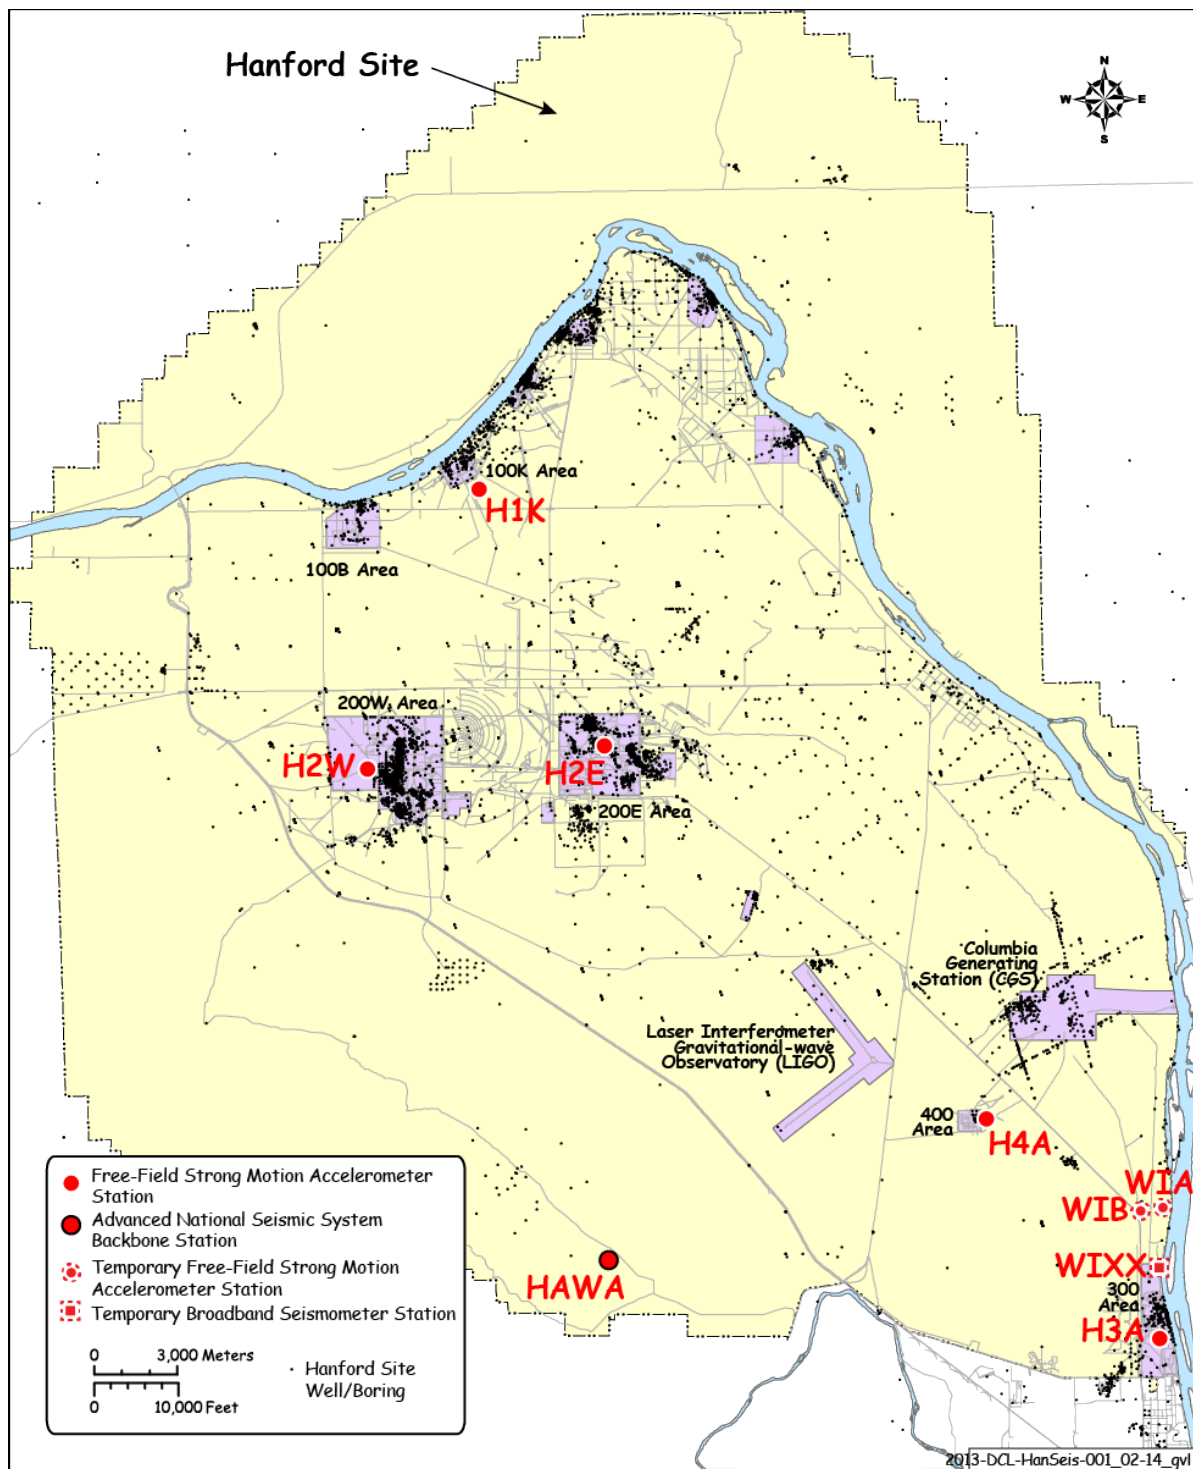 Hanford Site
N
W E
S
100K Area
H1K
100B Area
200W Area
H2W
H2E
200E Area
Columbia
Generating
Station (CGS)
Laser Interferometer
Gravitational-wave
Observatory (LIGO)
400
Area
H4A
WIA
WIB
WIXX
300
Area
H3A
HAWA
Free-Field Strong Motion Accelerometer
Station
Advanced National Seismic System
Backbone Station
Temporary Free-Field Strong Motion
Accelerometer Station
Temporary Broadband Seismometer Station
0 3,000 Meters
0 10,000 Feet
Hanford Site
Well/Boring
2013-DCL-HanSeis-001_02-14_gvl